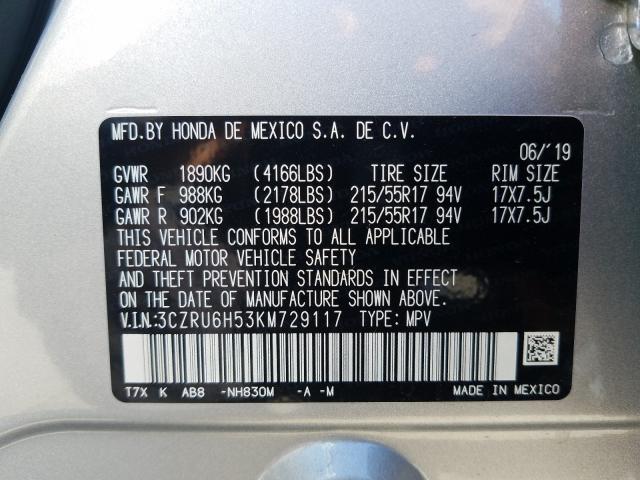 MFD.BY HONDA DE MEXICO S.A. DE C.V.
06/'19
GVWR 1890KG (4166LBS) TIRE SIZE RIM SIZE
GAWR F 988KG (2178LBS) 215/55R17 94V 17X7.5J
GAWR R 902KG (1988LBS) 215/55R17 94V 17X7.5J
THIS VEHICLE CONFORMS TO ALL APPLICABLE
FEDERAL MOTOR VEHICLE SAFETY
AND THEFT PREVENTION STANDARDS IN EFFECT
ON THE DATE OF MANUFACTURE SHOWN ABOVE.
V.I.N.:3CZRU6H53KM729117 TYPE: MPV
T7X K AB8 -NH830M -A -M MADE IN MEXICO